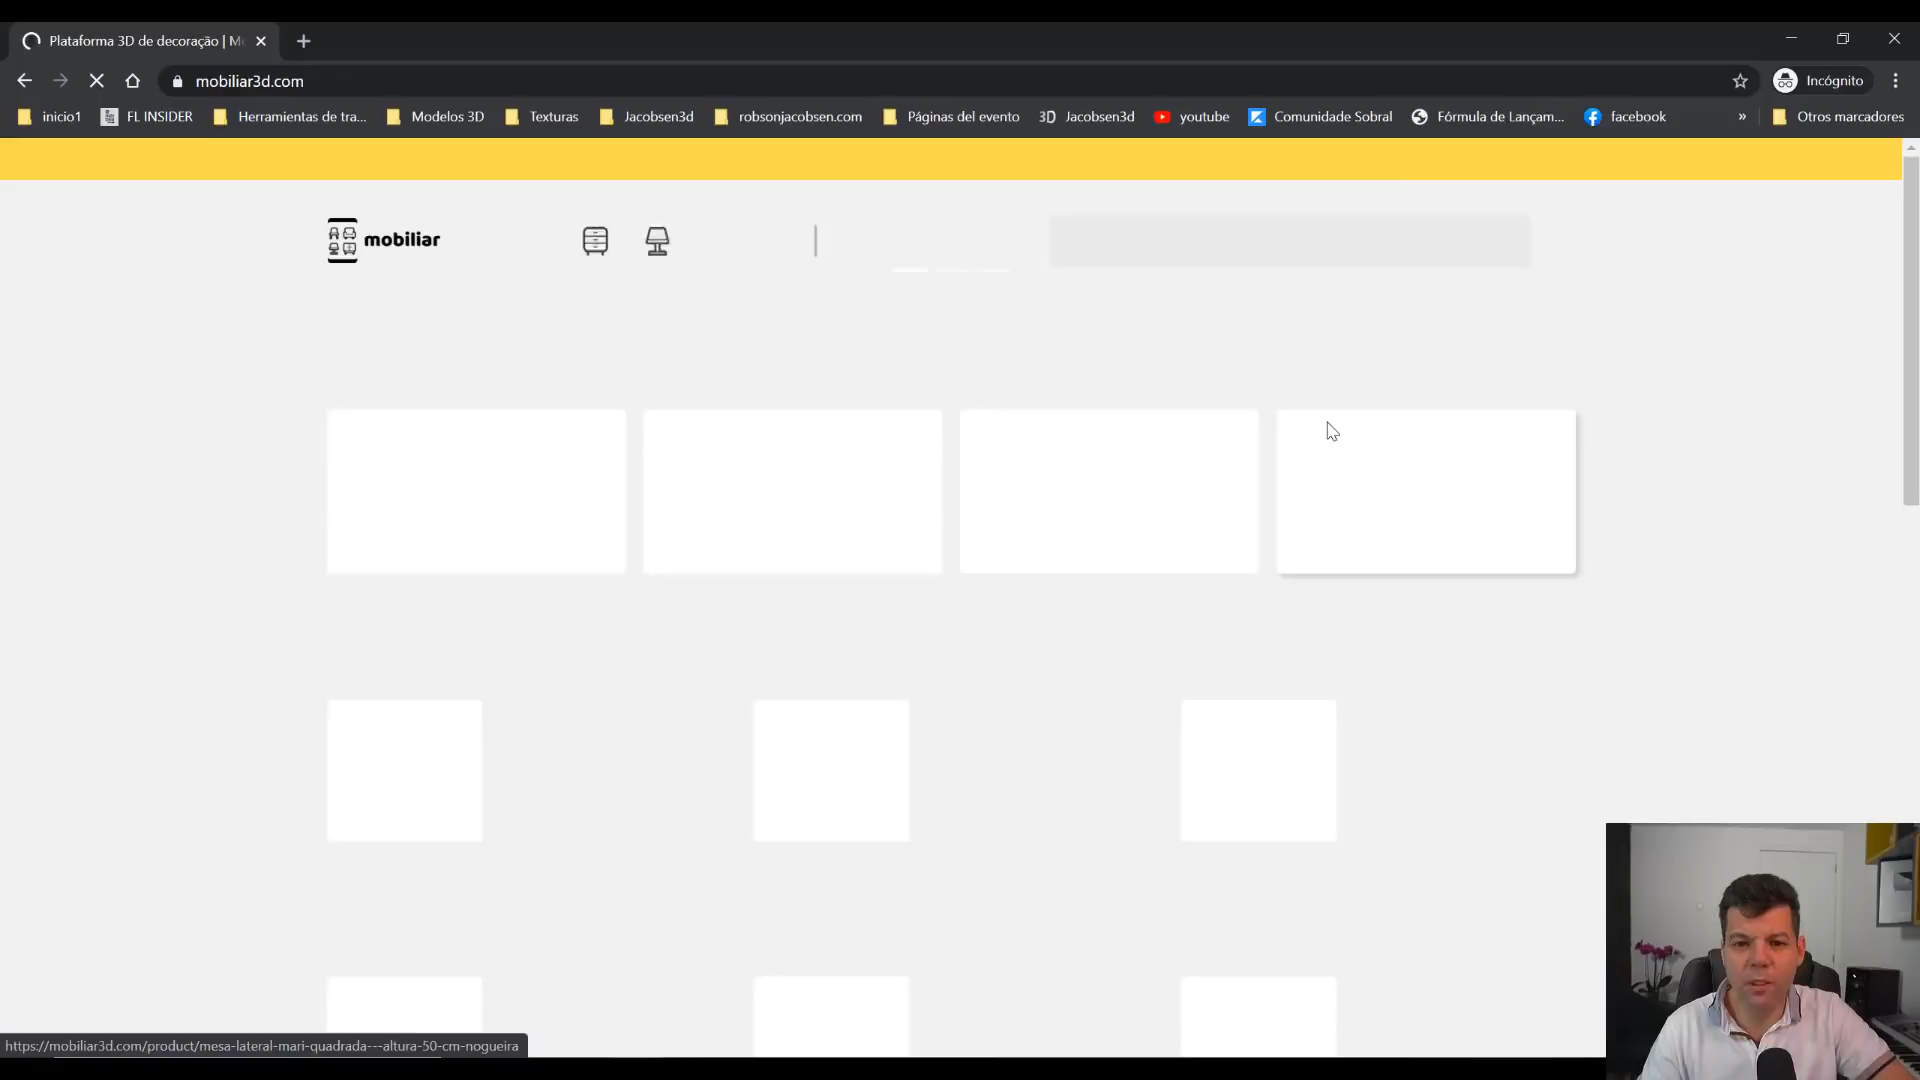 Plataforma 3D de decoração | Mo
mobiliar3d.com
Incógnito
inicio1
FL INSIDER
Herramientas de tra...
Modelos 3D
Texturas
Jacobsen3d
robsonjacobsen.com
Páginas del evento
3D Jacobsen3d
youtube
Comunidade Sobral
Fórmula de Lançam...
facebook
»
Otros marcadores
mobiliar
https://mobiliar3d.com/product/mesa-lateral-mari-quadrada---altura-50-cm-nogueira